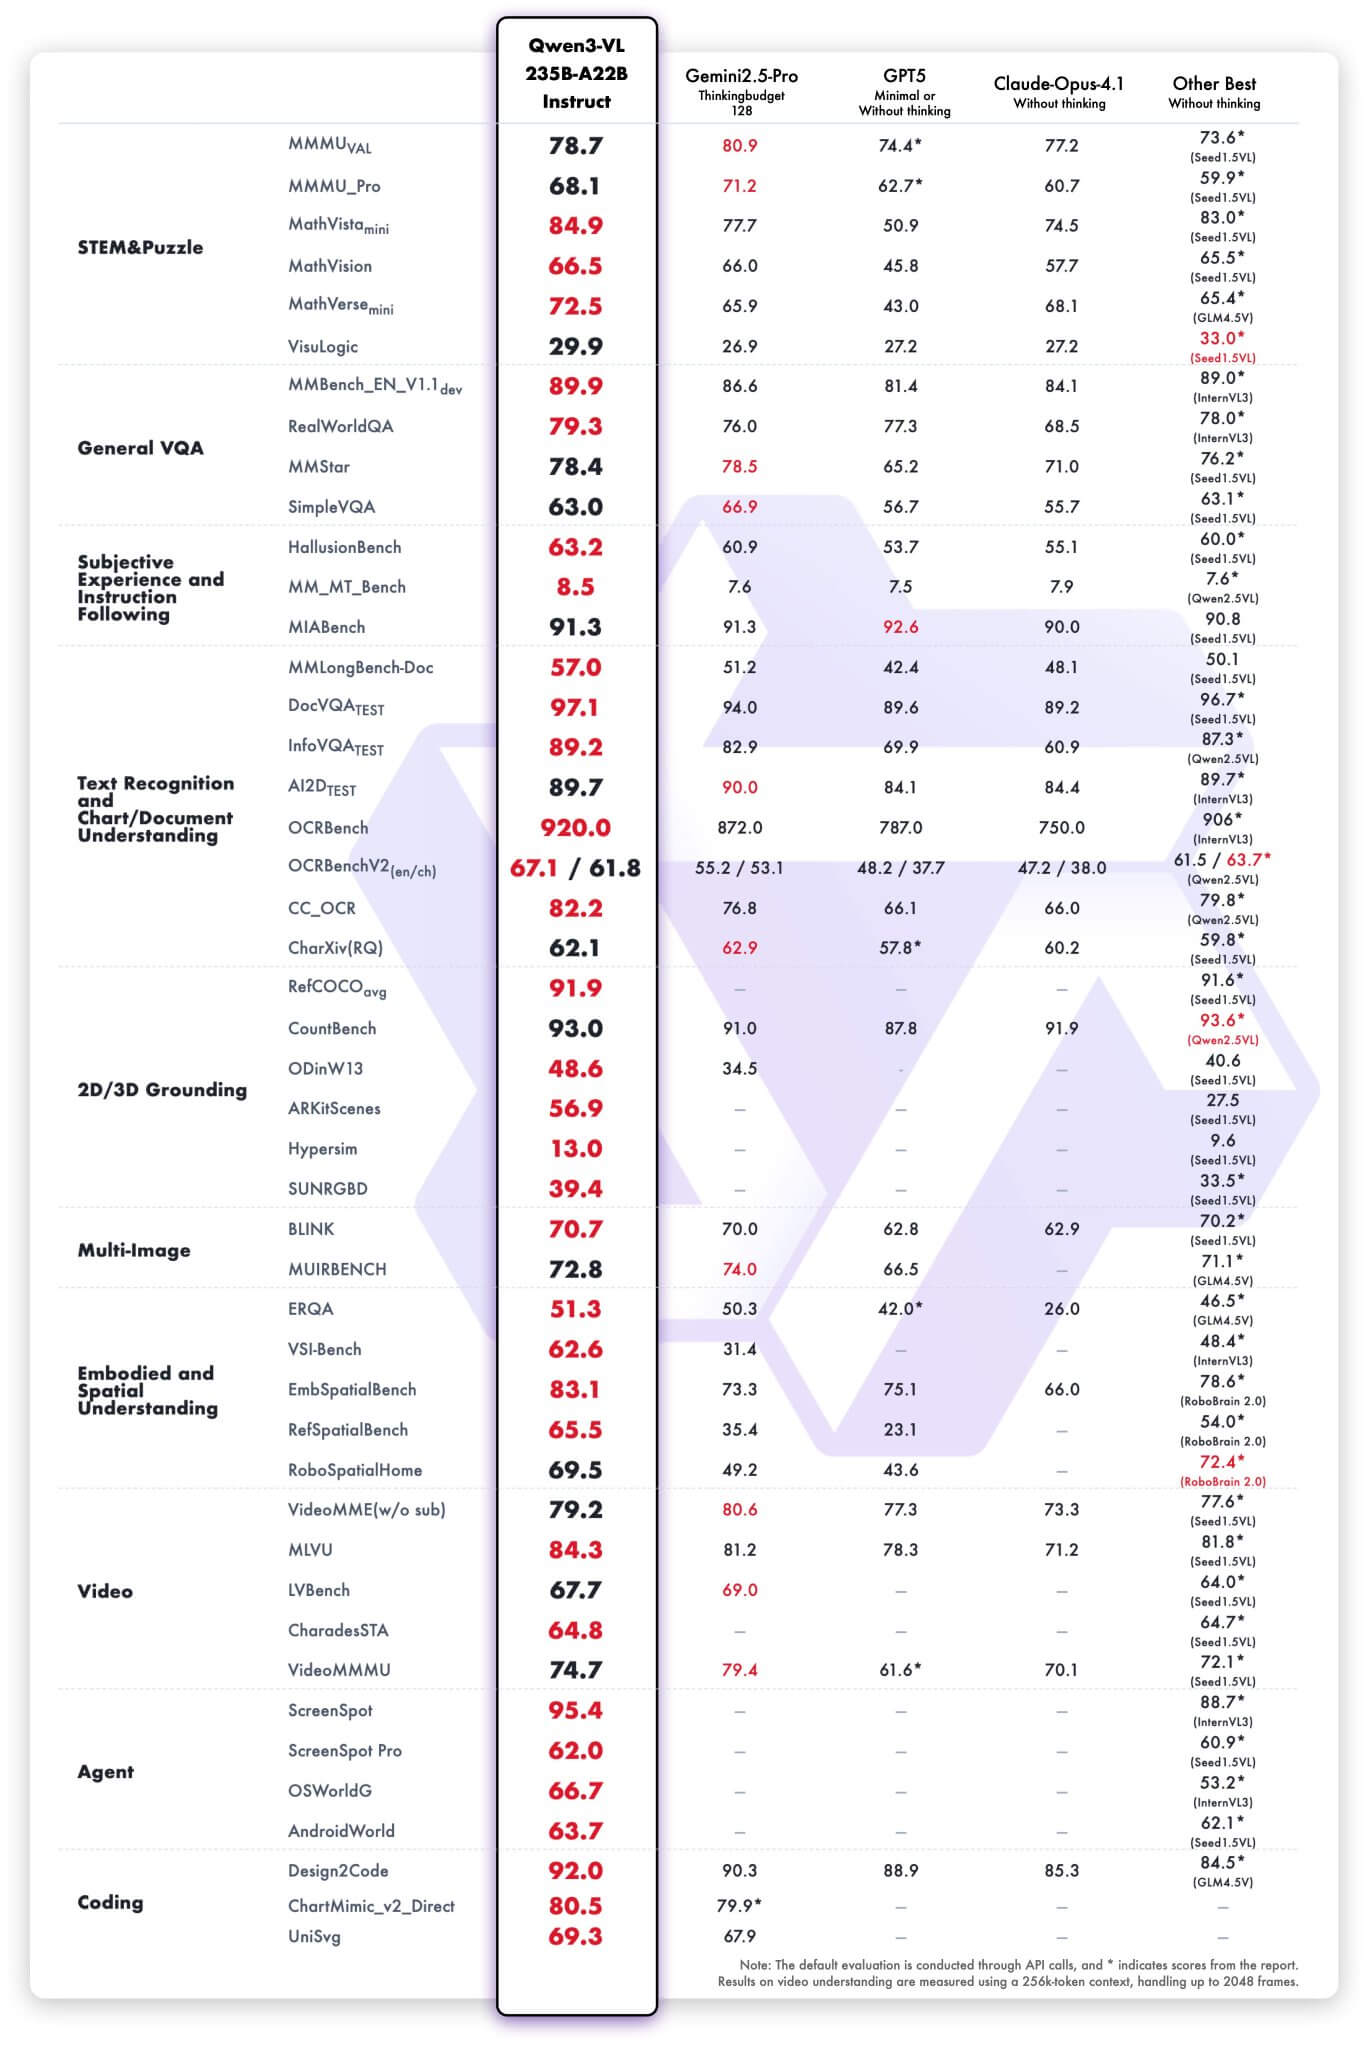 Qwen3-VL
235B-A22B
Instruct
Gemini2.5-Pro
Thinkingbudget
128
GPT5
Minimal or
Without thinking
Claude-Opus-4.1
Without thinking
Other Best
Without thinking
STEM&Puzzle
MMMU VAL 78.7 80.9 74.4* 77.2 73.6*
(Seed1.5VL)
MMMU_Pro 68.1 71.2 62.7* 60.7 59.9*
(Seed1.5VL)
MathVista mini 84.9 77.7 50.9 74.5 83.0*
(Seed1.5VL)
MathVision 66.5 66.0 45.8 57.7 65.5*
(Seed1.5VL)
MathVerse mini 72.5 65.9 43.0 68.1 65.4*
(GLM4.5V)
VisuLogic 29.9 26.9 27.2 27.2 33.0*
(Seed1.5VL)
General VQA
MMBench_EN_V1.1 dev 89.9 86.6 81.4 84.1 89.0*
(InternVL3)
RealWorldQA 79.3 76.0 77.3 68.5 78.0*
(InternVL3)
MMStar 78.4 78.5 65.2 71.0 76.2*
(Seed1.5VL)
SimpleVQA 63.0 66.9 56.7 55.7 63.1*
(Seed1.5VL)
Subjective
Experience and
Instruction
Following
HallusionBench 63.2 60.9 53.7 55.1 60.0*
(Seed1.5VL)
MM_MT_Bench 8.5 7.6 7.5 7.9 7.6*
(Qwen2.5VL)
MIABench 91.3 91.3 92.6 90.0 90.8
(Seed1.5VL)
Text Recognition
and
Chart/Document
Understanding
MMLongBench-Doc 57.0 51.2 42.4 48.1 50.1
(Seed1.5VL)
DocVQA TEST 97.1 94.0 89.6 89.2 96.7*
(Seed1.5VL)
InfoVQA TEST 89.2 82.9 69.9 60.9 87.3*
(Qwen2.5VL)
AI2D TEST 89.7 90.0 84.1 84.4 89.7*
(InternVL3)
OCRBench 920.0 872.0 787.0 750.0 906*
(InternVL3)
OCRBenchV2 (en/ch) 67.1 / 61.8 55.2 / 53.1 48.2 / 37.7 47.2 / 38.0 61.5 / 63.7*
(Qwen2.5VL)
CC_OCR 82.2 76.8 66.1 66.0 79.8*
(Qwen2.5VL)
CharXiv(RQ) 62.1 62.9 57.8* 60.2 59.8*
(Seed1.5VL)
2D/3D Grounding
RefCOCO avg 91.9 — — — 91.6*
(Seed1.5VL)
CountBench 93.0 91.0 87.8 91.9 93.6*
(Qwen2.5VL)
ODinW13 48.6 34.5 - — 40.6
(Seed1.5VL)
ARKitScenes 56.9 — — — 27.5
(Seed1.5VL)
Hypersim 13.0 — — — 9.6
(Seed1.5VL)
SUNRGBD 39.4 — — — 33.5*
(Seed1.5VL)
Multi-Image
BLINK 70.7 70.0 62.8 62.9 70.2*
(Seed1.5VL)
MUIRBENCH 72.8 74.0 66.5 — 71.1*
(GLM4.5V)
Embodied and
Spatial
Understanding
ERQA 51.3 50.3 42.0* 26.0 46.5*
(GLM4.5V)
VSI-Bench 62.6 31.4 — — 48.4*
(InternVL3)
EmbSpatialBench 83.1 73.3 75.1 66.0 78.6*
(RoboBrain 2.0)
RefSpatialBench 65.5 35.4 23.1 — 54.0*
(RoboBrain 2.0)
RoboSpatialHome 69.5 49.2 43.6 — 72.4*
(RoboBrain 2.0)
Video
VideoMME(w/o sub) 79.2 80.6 77.3 73.3 77.6*
(Seed1.5VL)
MLVU 84.3 81.2 78.3 71.2 81.8*
(Seed1.5VL)
LVBench 67.7 69.0 — — 64.0*
(Seed1.5VL)
CharadesSTA 64.8 — — — 64.7*
(Seed1.5VL)
VideoMMMU 74.7 79.4 61.6* 70.1 72.1*
(Seed1.5VL)
Agent
ScreenSpot 95.4 — — — 88.7*
(InternVL3)
ScreenSpot Pro 62.0 — — — 60.9*
(Seed1.5VL)
OSWorldG 66.7 — — — 53.2*
(InternVL3)
AndroidWorld 63.7 — — — 62.1*
(Seed1.5VL)
Coding
Design2Code 92.0 90.3 88.9 85.3 84.5*
(GLM4.5V)
ChartMimic_v2_Direct 80.5 79.9* — — —
UniSvg 69.3 67.9 — — —
Note: The default evaluation is conducted through API calls, and * indicates scores from the report.
Results on video understanding are measured using a 256k-token context, handling up to 2048 frames.